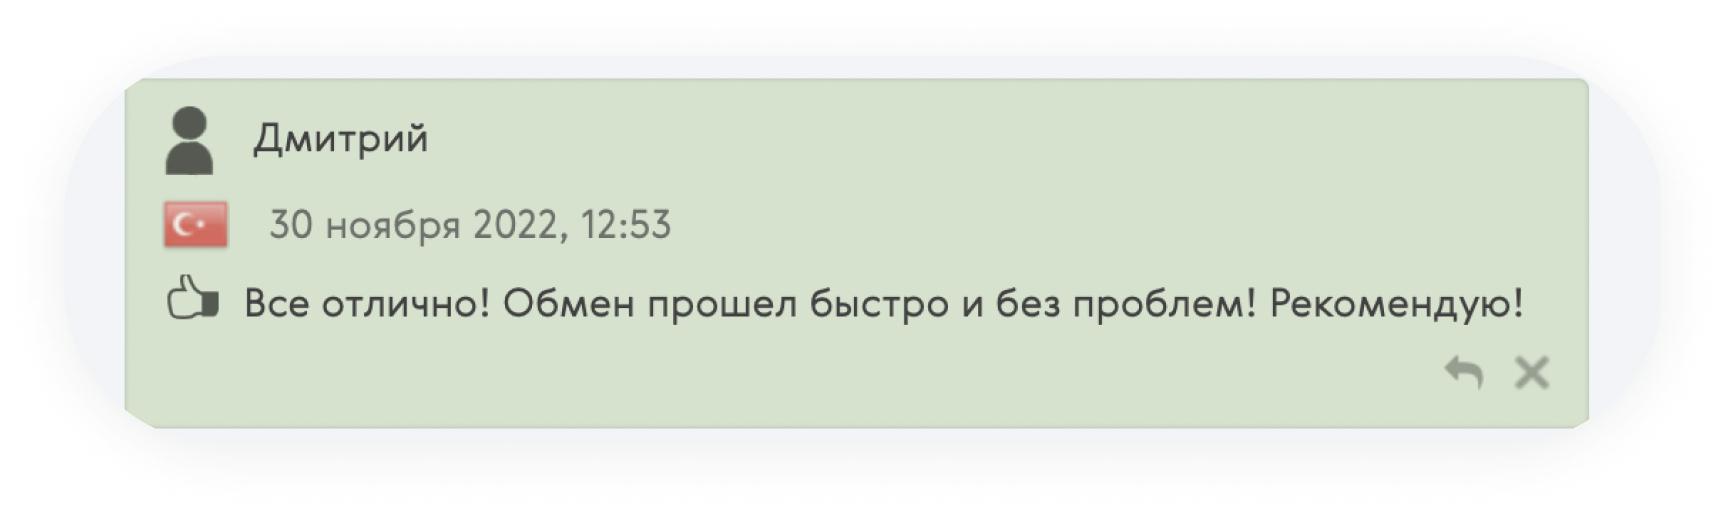 Дмитрий
30 ноября 2022, 12:53
Все отлично! Обмен прошел быстро и без проблем! Рекомендую!